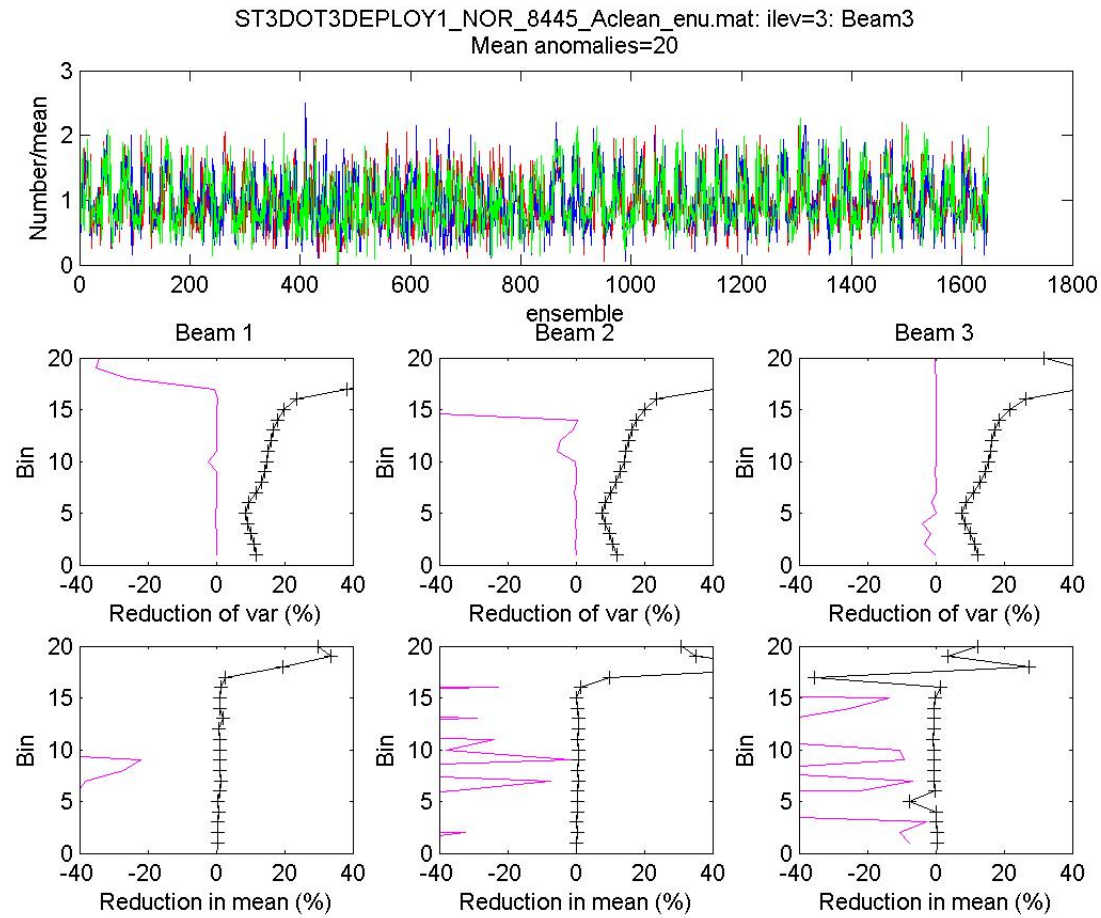 ST3DOT3DEPLOY1_NOR_8445_Aclean_enu.mat: ilev=3: Beam3
Mean anomalies=20
3
2
1
0
Number/mean
0 200 400 600 800 1000 1200 1400 1600 1800
ensemble
Beam 1 Beam 2 Beam 3
20 20 20
15 15 15
Bin 10 Bin 10 Bin 10
5 5 5
0 0 0
-40 -20 0 20 40 -40 -20 0 20 40 -40 -20 0 20 40
Reduction of var (%) Reduction of var (%) Reduction of var (%)
20 20 20
15 15 15
Bin 10 Bin 10 Bin 10
5 5 5
0 0 0
-40 -20 0 20 40 -40 -20 0 20 40 -40 -20 0 20 40
Reduction in mean (%) Reduction in mean (%) Reduction in mean (%)